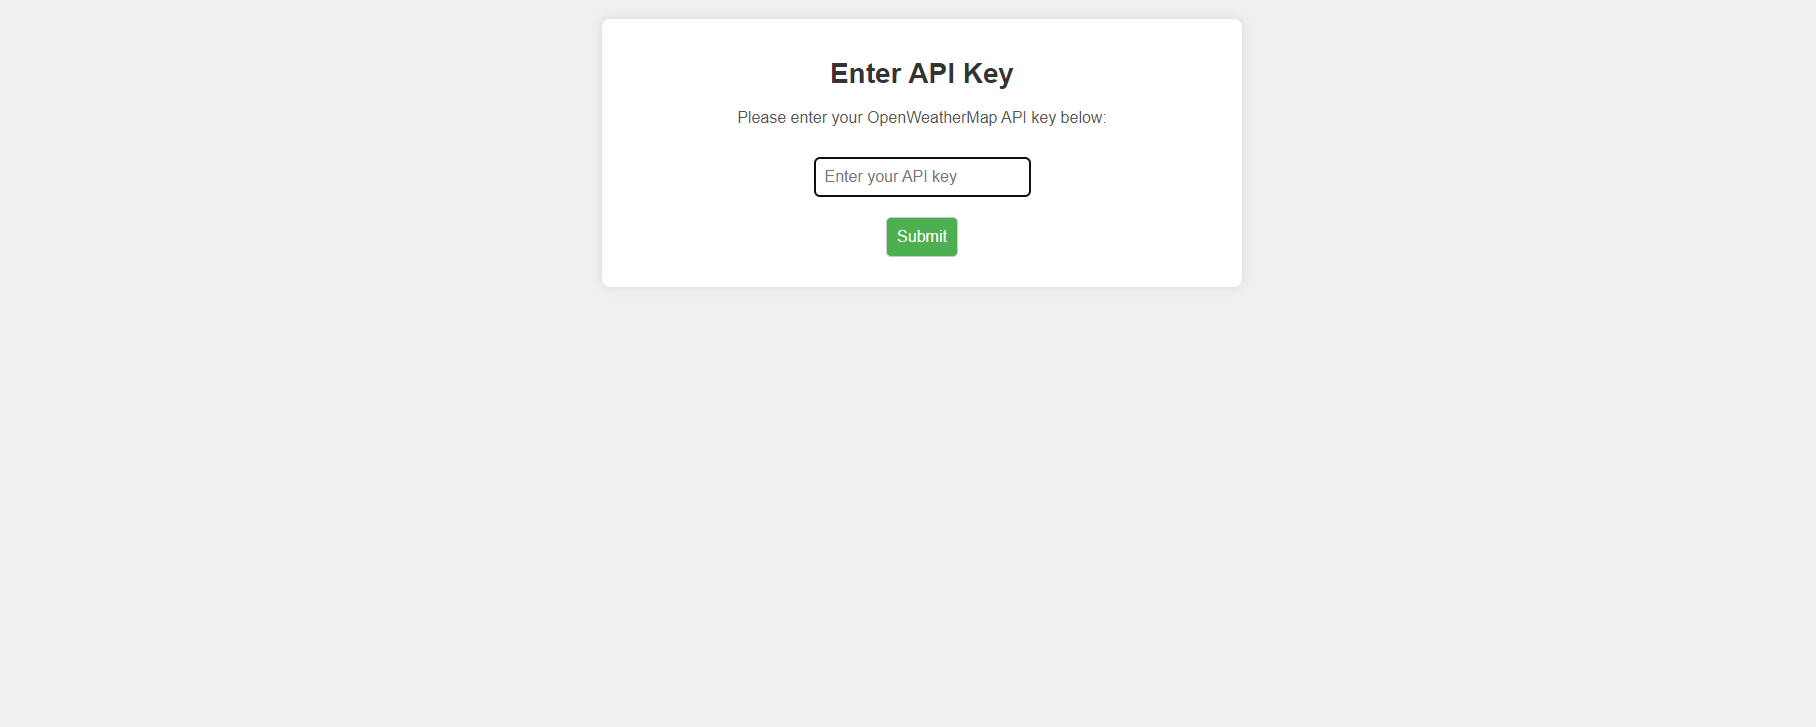 Enter API Key
Please enter your OpenWeatherMap API key below:
Enter your API key
Submit